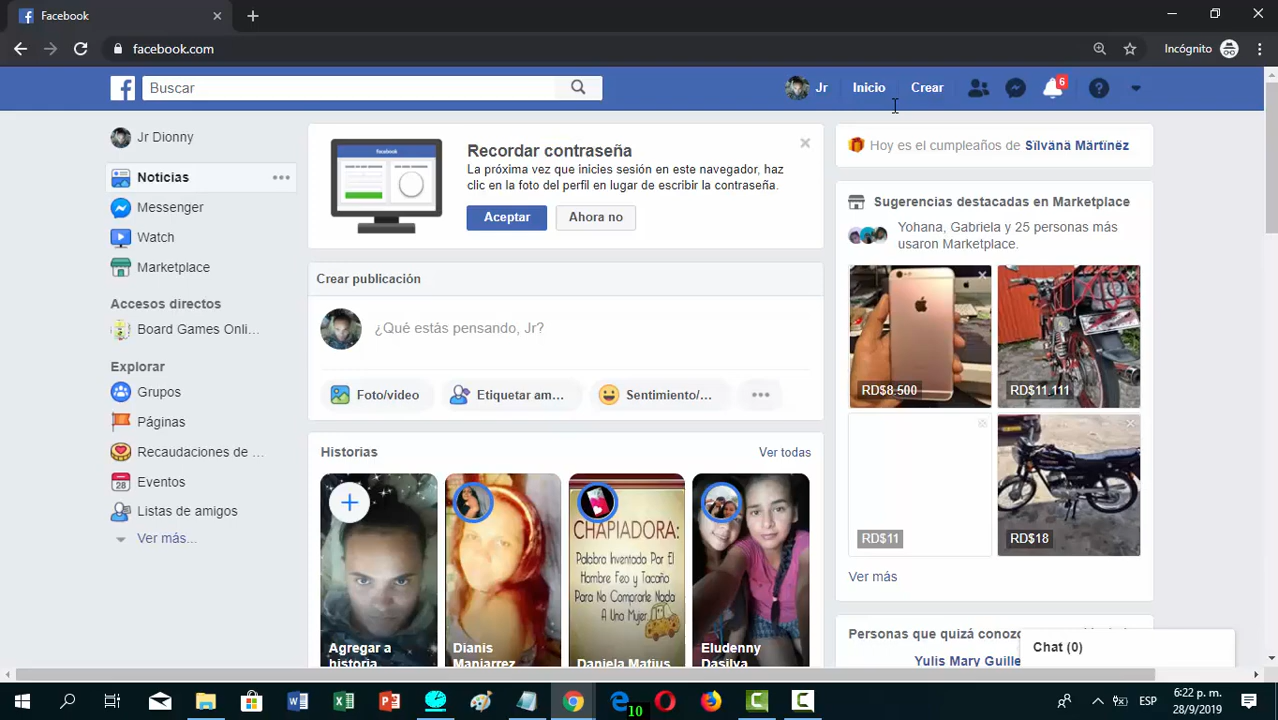 Facebook
facebook.com
Incógnito
Buscar
Jr
Inicio
Crear
6
Jr Dionny
Noticias
Messenger
Watch
Marketplace
Accesos directos
Board Games Onli...
Explorar
Grupos
Páginas
Recaudaciones de ...
28
Eventos
Listas de amigos
Ver más...
Recordar contraseña
La próxima vez que inicies sesión en este navegador, haz
clic en la foto del perfil en lugar de escribir la contraseña.
Aceptar
Ahora no
Crear publicación
¿Qué estás pensando, Jr?
Foto/video
Etiquetar am...
Sentimiento/...
Historias
Ver todas
Agregar a
historia
Dianis
Manjarrez
CHAPIADORA:
Palabra Inventada Por El
Hombre Feo y Tacaño
Para No Comprarle Nada
A Una Mujer.
Daniela Matius
Eludenny
Dasilva
Hoy es el cumpleaños de Sïlvänä Märtïnëz
Sugerencias destacadas en Marketplace
Yohana, Gabriela y 25 personas más
usaron Marketplace.
RD$8.500
RD$11.111
RD$11
RD$18
Ver más
Personas que quizá conozc
Yulis Mary Guille
Chat (0)
10
ESP
6:22 p. m.
28/9/2019